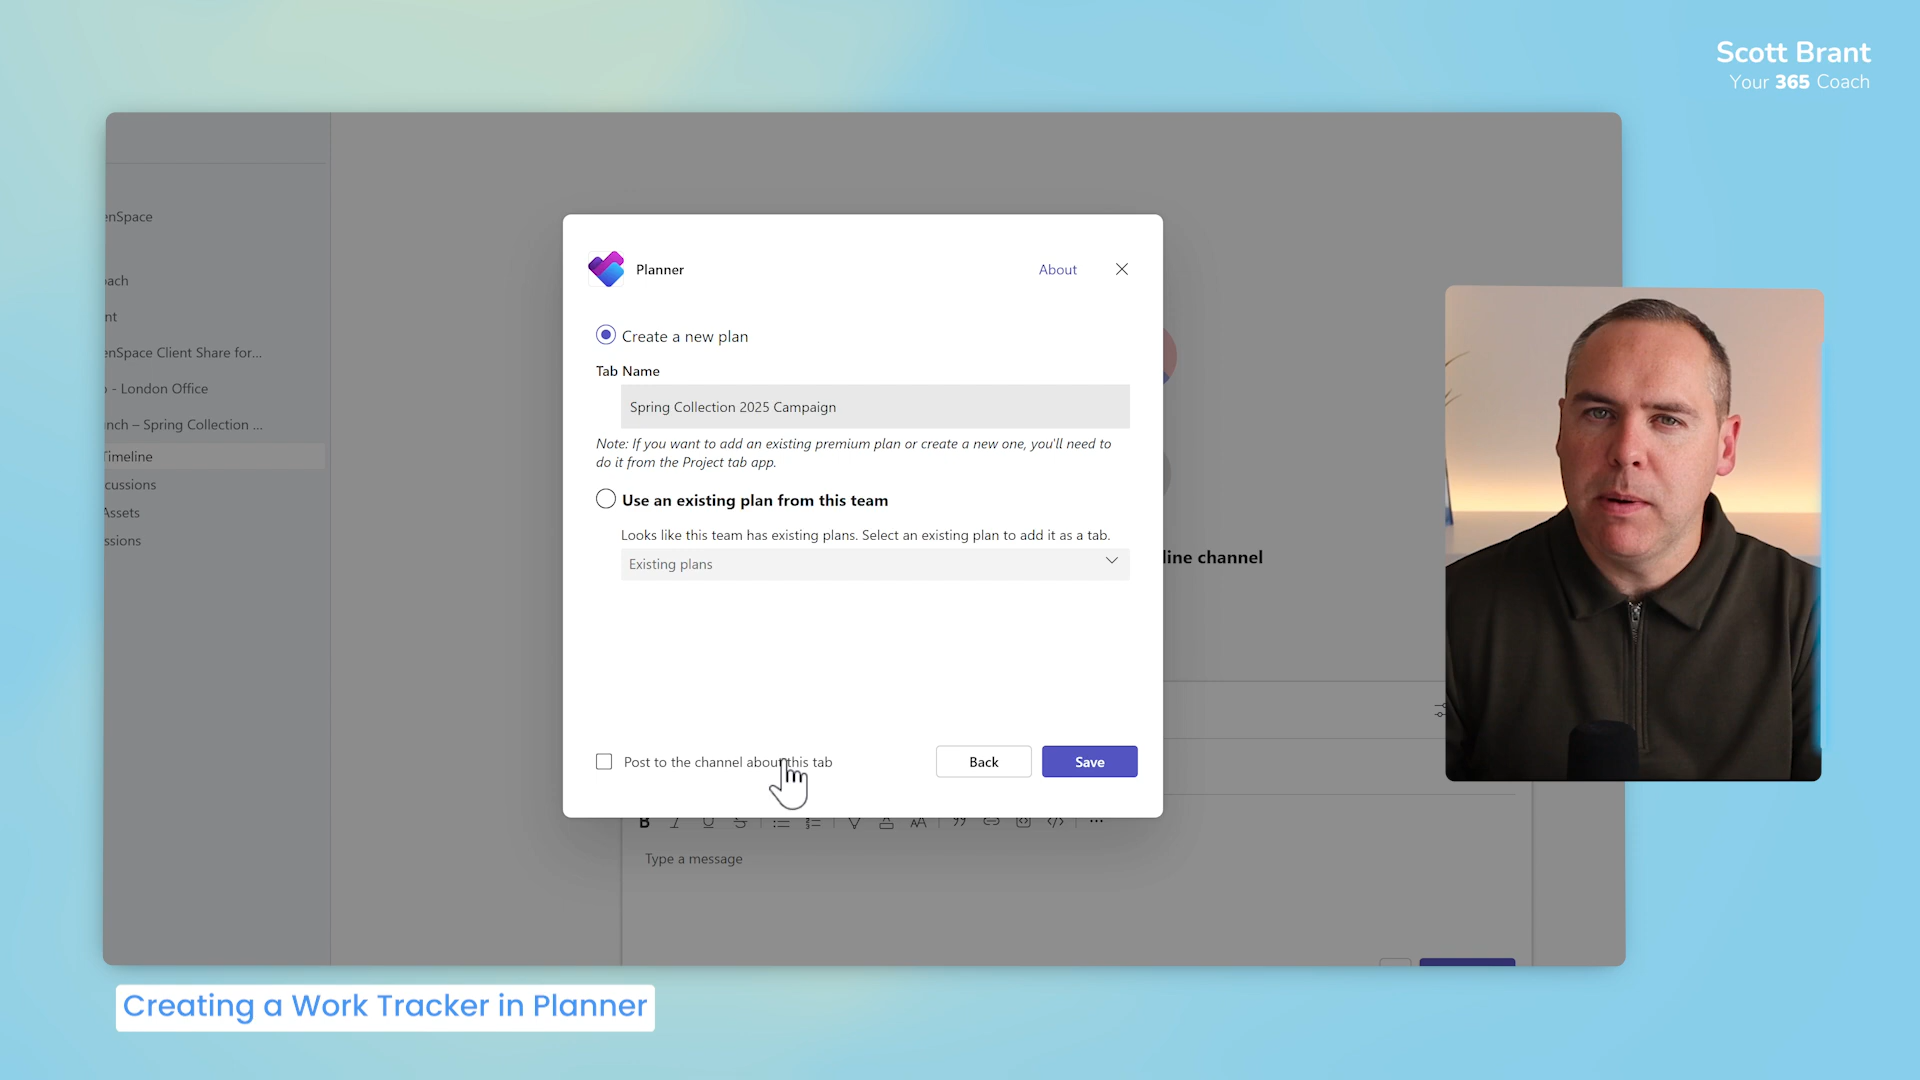 Scott Brant
Your 365 Coach
enSpace
oach
nt
enSpace Client Share for...
- London Office
nch – Spring Collection ...
Timeline
cussions
Assets
ssions
Planner
About
Create a new plan
Tab Name
Spring Collection 2025 Campaign
Note: If you want to add an existing premium plan or create a new one, you'll need to
do it from the Project tab app.
Use an existing plan from this team
Looks like this team has existing plans. Select an existing plan to add it as a tab.
Existing plans
line channel
Post to the channel about this tab
Back
Save
B I U S
Type a message
Creating a Work Tracker in Planner